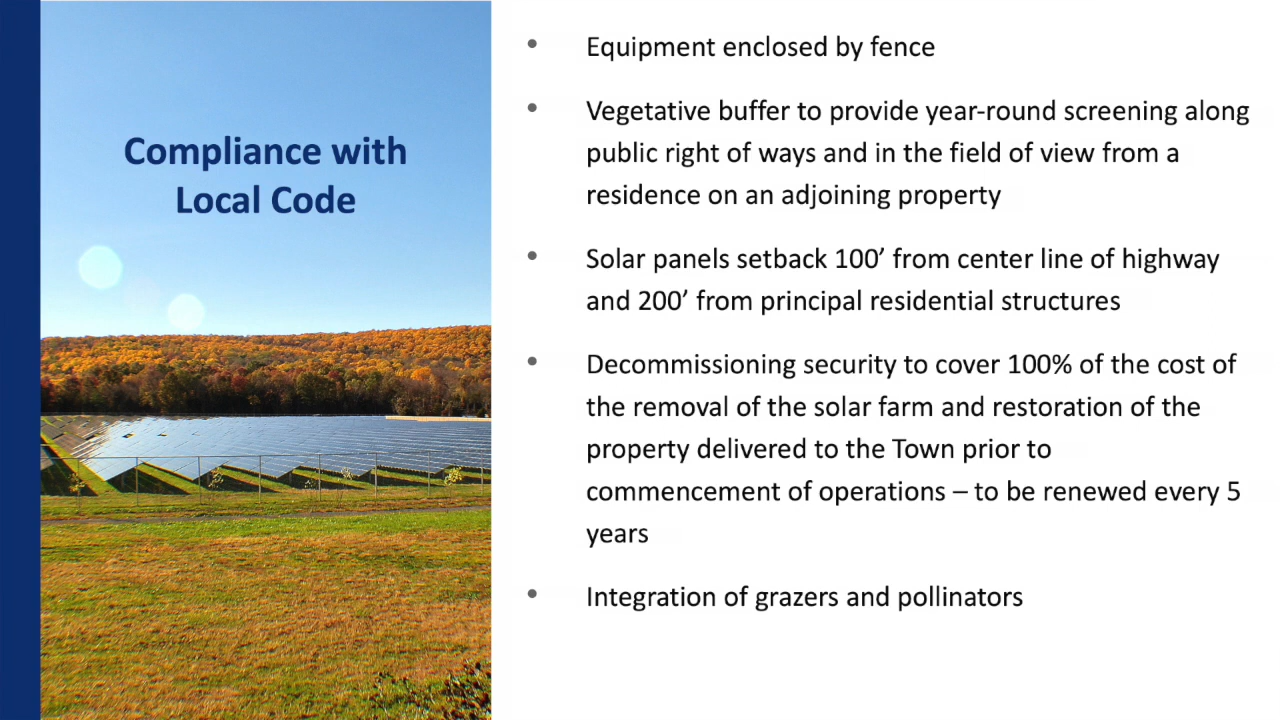 Compliance with
Local Code
• Equipment enclosed by fence
• Vegetative buffer to provide year-round screening along
public right of ways and in the field of view from a
residence on an adjoining property
• Solar panels setback 100’ from center line of highway
and 200’ from principal residential structures
• Decommissioning security to cover 100% of the cost of
the removal of the solar farm and restoration of the
property delivered to the Town prior to
commencement of operations – to be renewed every 5
years
• Integration of grazers and pollinators